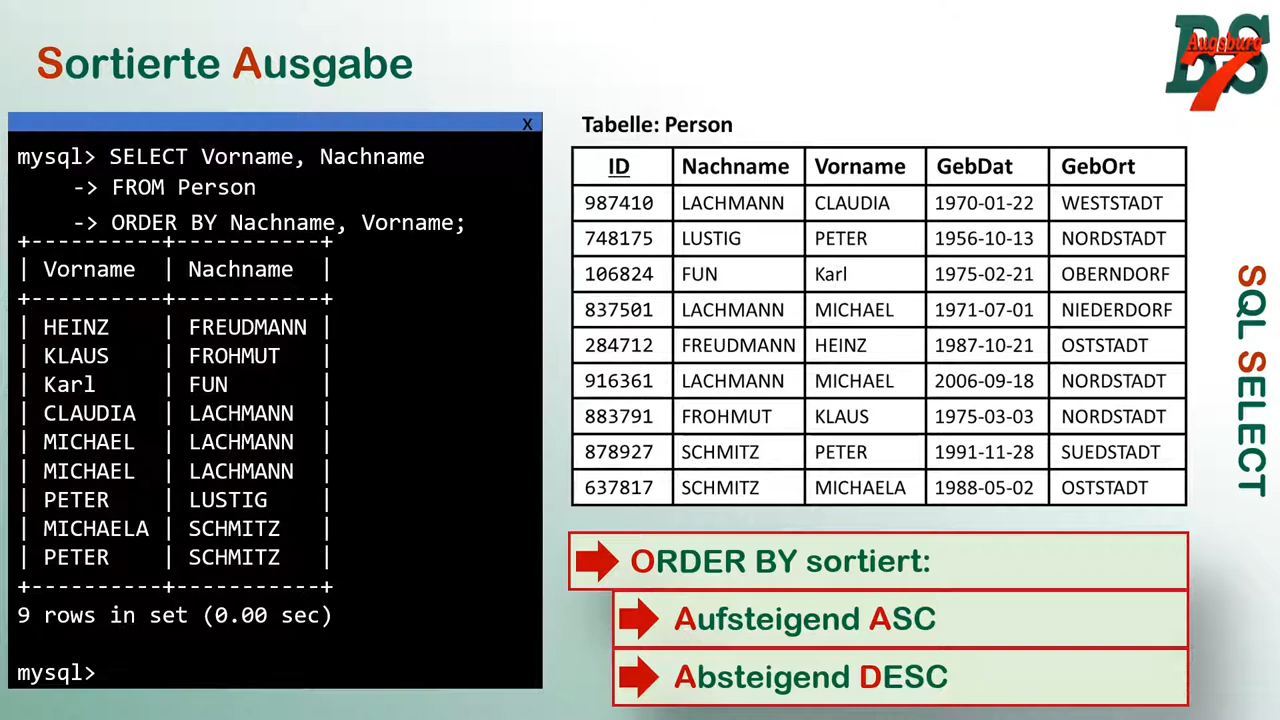 Sortierte Ausgabe
BS
Augsburg
7
X
mysql> SELECT Vorname, Nachname
-> FROM Person
-> ORDER BY Nachname, Vorname;
+----------+-----------+
| Vorname | Nachname |
+----------+-----------+
| HEINZ | FREUDMANN |
| KLAUS | FROHMUT |
| Karl | FUN |
| CLAUDIA | LACHMANN |
| MICHAEL | LACHMANN |
| MICHAEL | LACHMANN |
| PETER | LUSTIG |
| MICHAELA | SCHMITZ |
| PETER | SCHMITZ |
+----------+-----------+
9 rows in set (0.00 sec)
mysql>
Tabelle: Person
ID Nachname Vorname GebDat GebOrt
987410 LACHMANN CLAUDIA 1970-01-22 WESTSTADT
748175 LUSTIG PETER 1956-10-13 NORDSTADT
106824 FUN Karl 1975-02-21 OBERNDORF
837501 LACHMANN MICHAEL 1971-07-01 NIEDERDORF
284712 FREUDMANN HEINZ 1987-10-21 OSTSTADT
916361 LACHMANN MICHAEL 2006-09-18 NORDSTADT
883791 FROHMUT KLAUS 1975-03-03 NORDSTADT
878927 SCHMITZ PETER 1991-11-28 SUEDSTADT
637817 SCHMITZ MICHAELA 1988-05-02 OSTSTADT
ORDER BY sortiert:
Aufsteigend ASC
Absteigend DESC
SQL SELECT